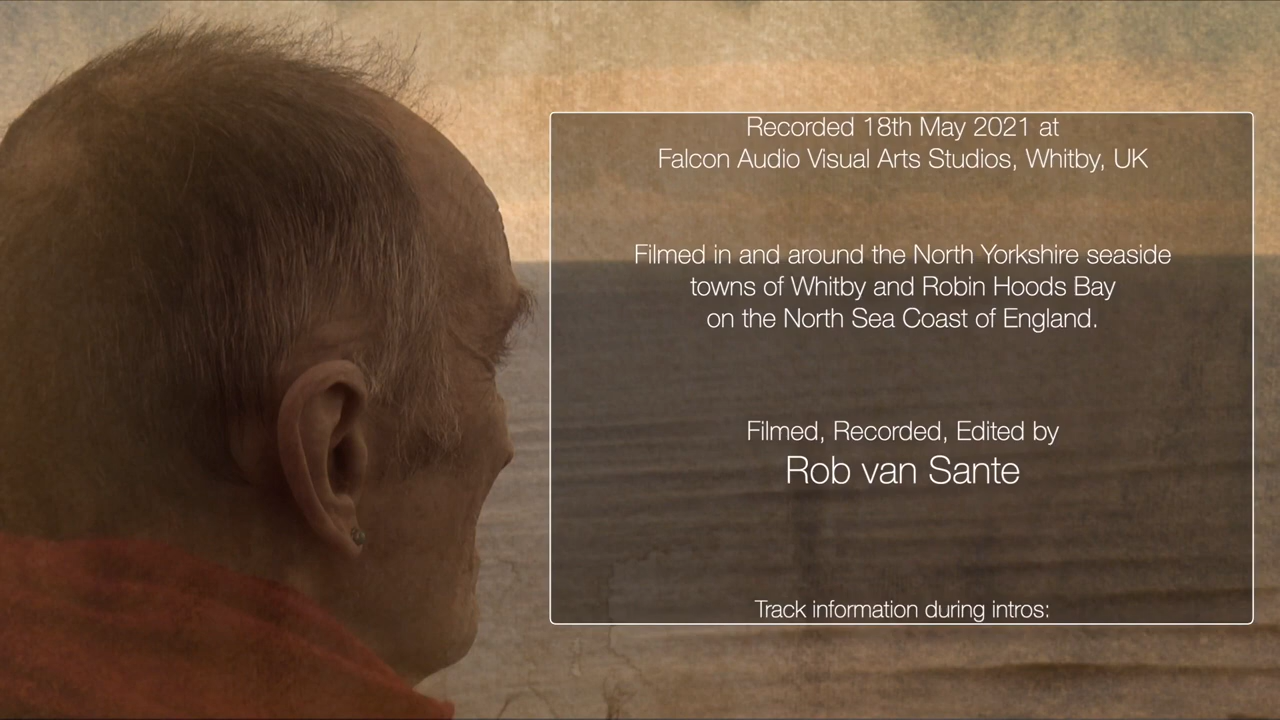 Recorded 18th May 2021 at
Falcon Audio Visual Arts Studios, Whitby, UK
Filmed in and around the North Yorkshire seaside
towns of Whitby and Robin Hoods Bay
on the North Sea Coast of England.
Filmed, Recorded, Edited by
Rob van Sante
Track information during intros: